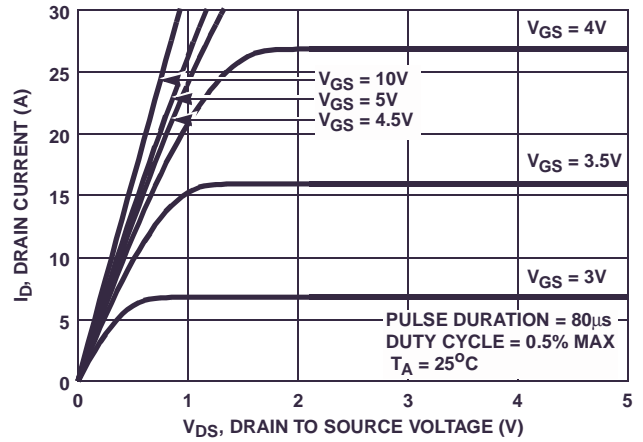 30
25
20
15
10
5
0
I_D, DRAIN CURRENT (A)
V_GS = 4V
V_GS = 10V
V_GS = 5V
V_GS = 4.5V
V_GS = 3.5V
V_GS = 3V
PULSE DURATION = 80μs
DUTY CYCLE = 0.5% MAX
T_A = 25°C
0 1 2 3 4 5
V_DS, DRAIN TO SOURCE VOLTAGE (V)